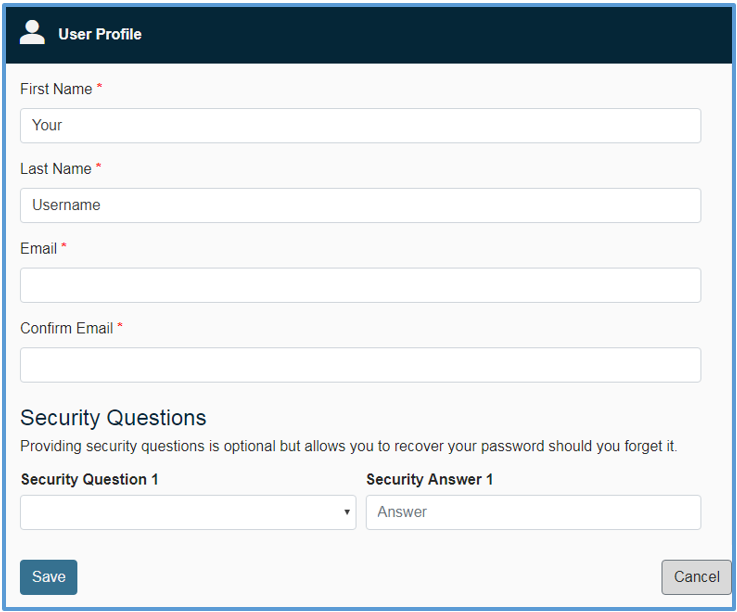 User Profile
First Name *
Your
Last Name *
Username
Email *
Confirm Email *
Security Questions
Providing security questions is optional but allows you to recover your password should you forget it.
Security Question 1 Security Answer 1
Answer
Save Cancel